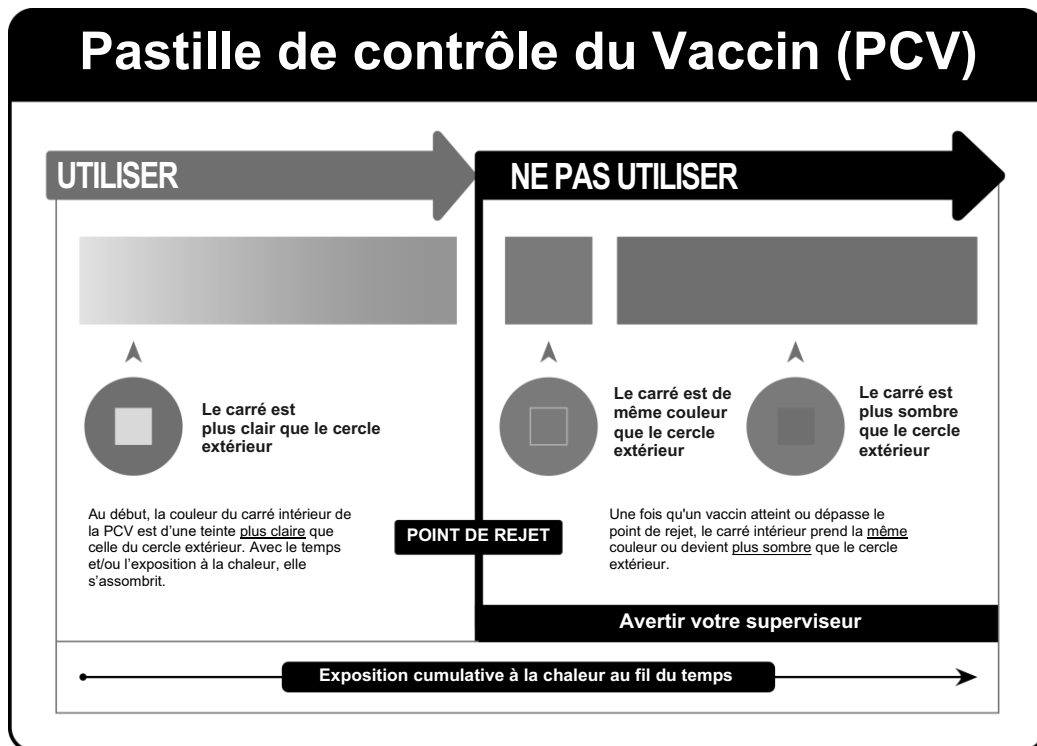 Pastille de contrôle du Vaccin (PCV)
UTILISER
NE PAS UTILISER
Le carré est
plus clair que le cercle
extérieur
Le carré est de
même couleur
que le cercle
extérieur
Le carré est
plus sombre
que le cercle
extérieur
Au début, la couleur du carré intérieur de
la PCV est d’une teinte plus claire que
celle du cercle extérieur. Avec le temps
et/ou l’exposition à la chaleur, elle
s’assombrit.
POINT DE REJET
Une fois qu'un vaccin atteint ou dépasse le
point de rejet, le carré intérieur prend la même
couleur ou devient plus sombre que le cercle
extérieur.
Avertir votre superviseur
Exposition cumulative à la chaleur au fil du temps